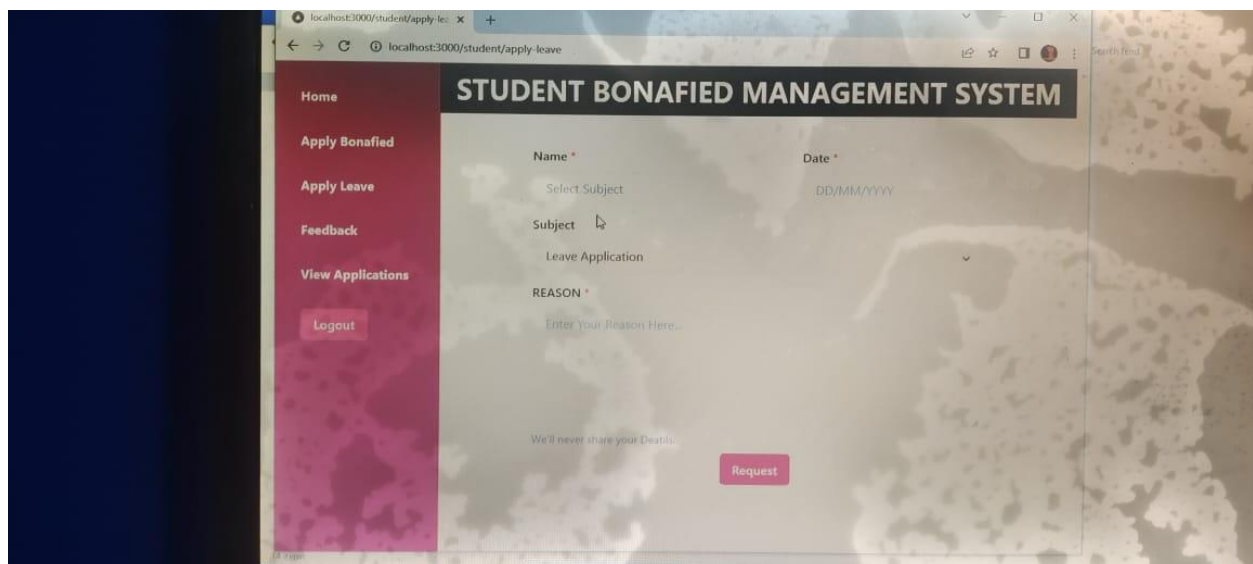 localhost:3000/student/apply-le
localhost:3000/student/apply-leave
STUDENT BONAFIED MANAGEMENT SYSTEM
Home
Apply Bonafied
Apply Leave
Feedback
View Applications
Logout
Name *
Date *
Select Subject
DD/MM/YYYY
Subject
Leave Application
REASON *
Enter Your Reason Here...
We'll never share your Deatils.
Request